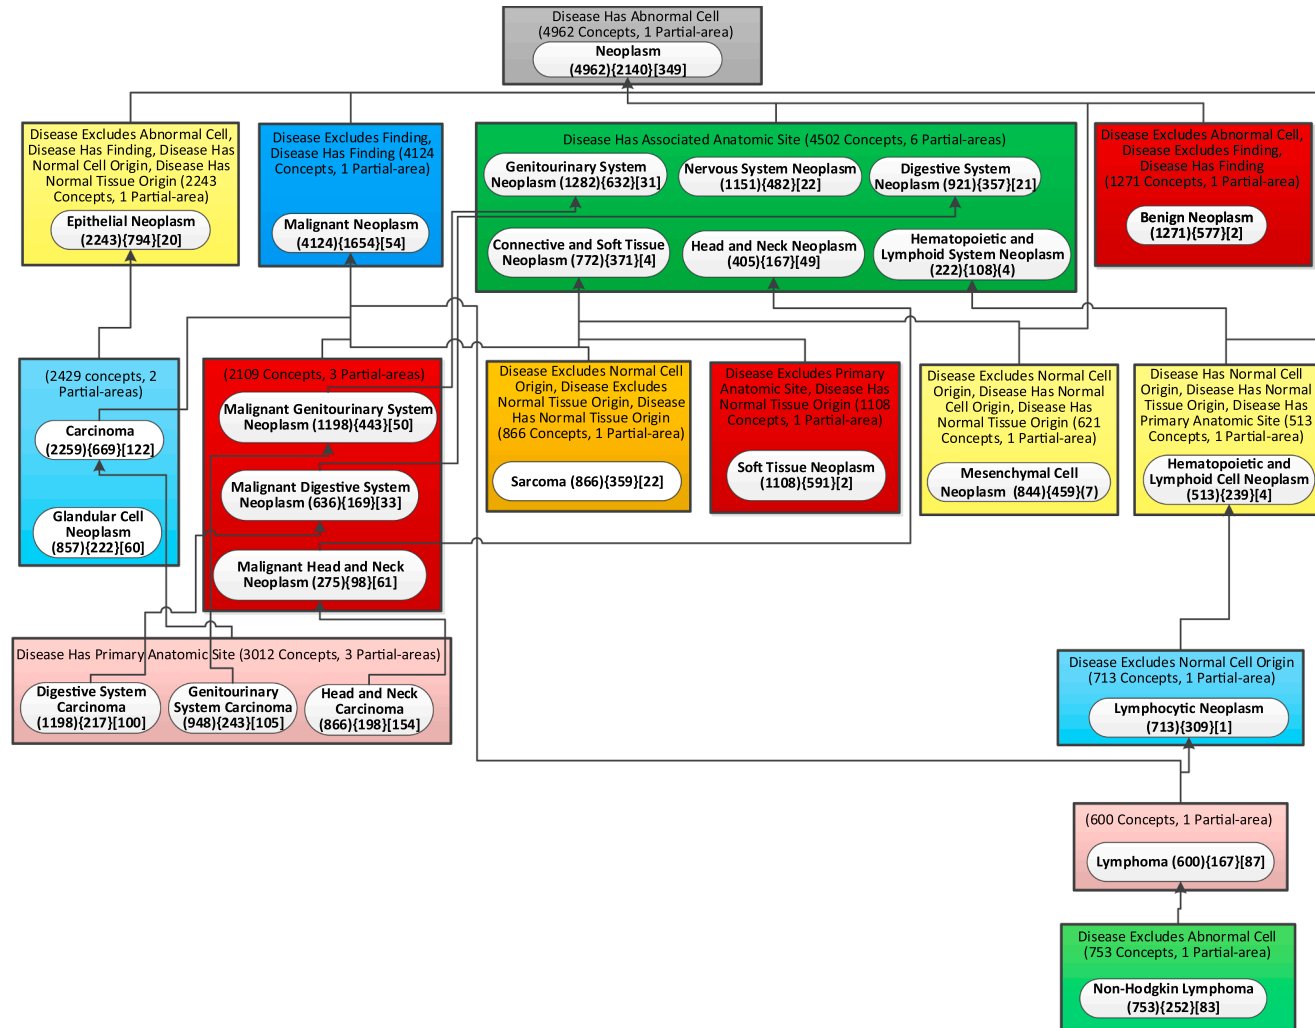 Disease Has Abnormal Cell
(4962 Concepts, 1 Partial-area)
Neoplasm
(4962){2140}[349]
Disease Excludes Abnormal Cell,
Disease Has Finding, Disease Has
Normal Cell Origin, Disease Has
Normal Tissue Origin (2243
Concepts, 1 Partial-area)
Epithelial Neoplasm
(2243){794}[20]
Disease Excludes Finding,
Disease Has Finding (4124
Concepts, 1 Partial-area)
Malignant Neoplasm
(4124){1654}[54]
Disease Has Associated Anatomic Site (4502 Concepts, 6 Partial-areas)
Genitourinary System
Neoplasm (1282){632}[31]
Nervous System Neoplasm
(1151){482}[22]
Digestive System
Neoplasm (921){357}[21]
Connective and Soft Tissue
Neoplasm (772){371}[4]
Head and Neck Neoplasm
(405){167}[49]
Hematopoietic and
Lymphoid System Neoplasm
(222){108}(4)
Disease Excludes Abnormal Cell,
Disease Excludes Finding,
Disease Has Finding
(1271 Concepts, 1 Partial-area)
Benign Neoplasm
(1271){577}[2]
(2429 concepts, 2
Partial-areas)
Carcinoma
(2259){669}[122]
Glandular Cell
Neoplasm
(857){222}[60]
(2109 Concepts, 3 Partial-areas)
Malignant Genitourinary System
Neoplasm (1198){443}[50]
Malignant Digestive System
Neoplasm (636){169}[33]
Malignant Head and Neck
Neoplasm (275){98}[61]
Disease Excludes Normal Cell
Origin, Disease Excludes
Normal Tissue Origin, Disease
Has Normal Tissue Origin
(866 Concepts, 1 Partial-area)
Sarcoma (866){359}[22]
Disease Excludes Primary
Anatomic Site, Disease Has
Normal Tissue Origin (1108
Concepts, 1 Partial-area)
Soft Tissue Neoplasm
(1108){591}[2]
Disease Excludes Normal Cell
Origin, Disease Has Normal
Cell Origin, Disease Has
Normal Tissue Origin (621
Concepts, 1 Partial-area)
Mesenchymal Cell
Neoplasm (844){459}(7)
Disease Has Normal Cell
Origin, Disease Has Normal
Tissue Origin, Disease Has
Primary Anatomic Site (513
Concepts, 1 Partial-area)
Hematopoietic and
Lymphoid Cell Neoplasm
(513){239}[4]
Disease Has Primary Anatomic Site (3012 Concepts, 3 Partial-areas)
Digestive System
Carcinoma
(1198){217}[100]
Genitourinary
System Carcinoma
(948){243}[105]
Head and Neck
Carcinoma
(866){198}[154]
Disease Excludes Normal Cell Origin
(713 Concepts, 1 Partial-area)
Lymphocytic Neoplasm
(713){309}[1]
(600 Concepts, 1 Partial-area)
Lymphoma (600){167}[87]
Disease Excludes Abnormal Cell
(753 Concepts, 1 Partial-area)
Non-Hodgkin Lymphoma
(753){252}[83]